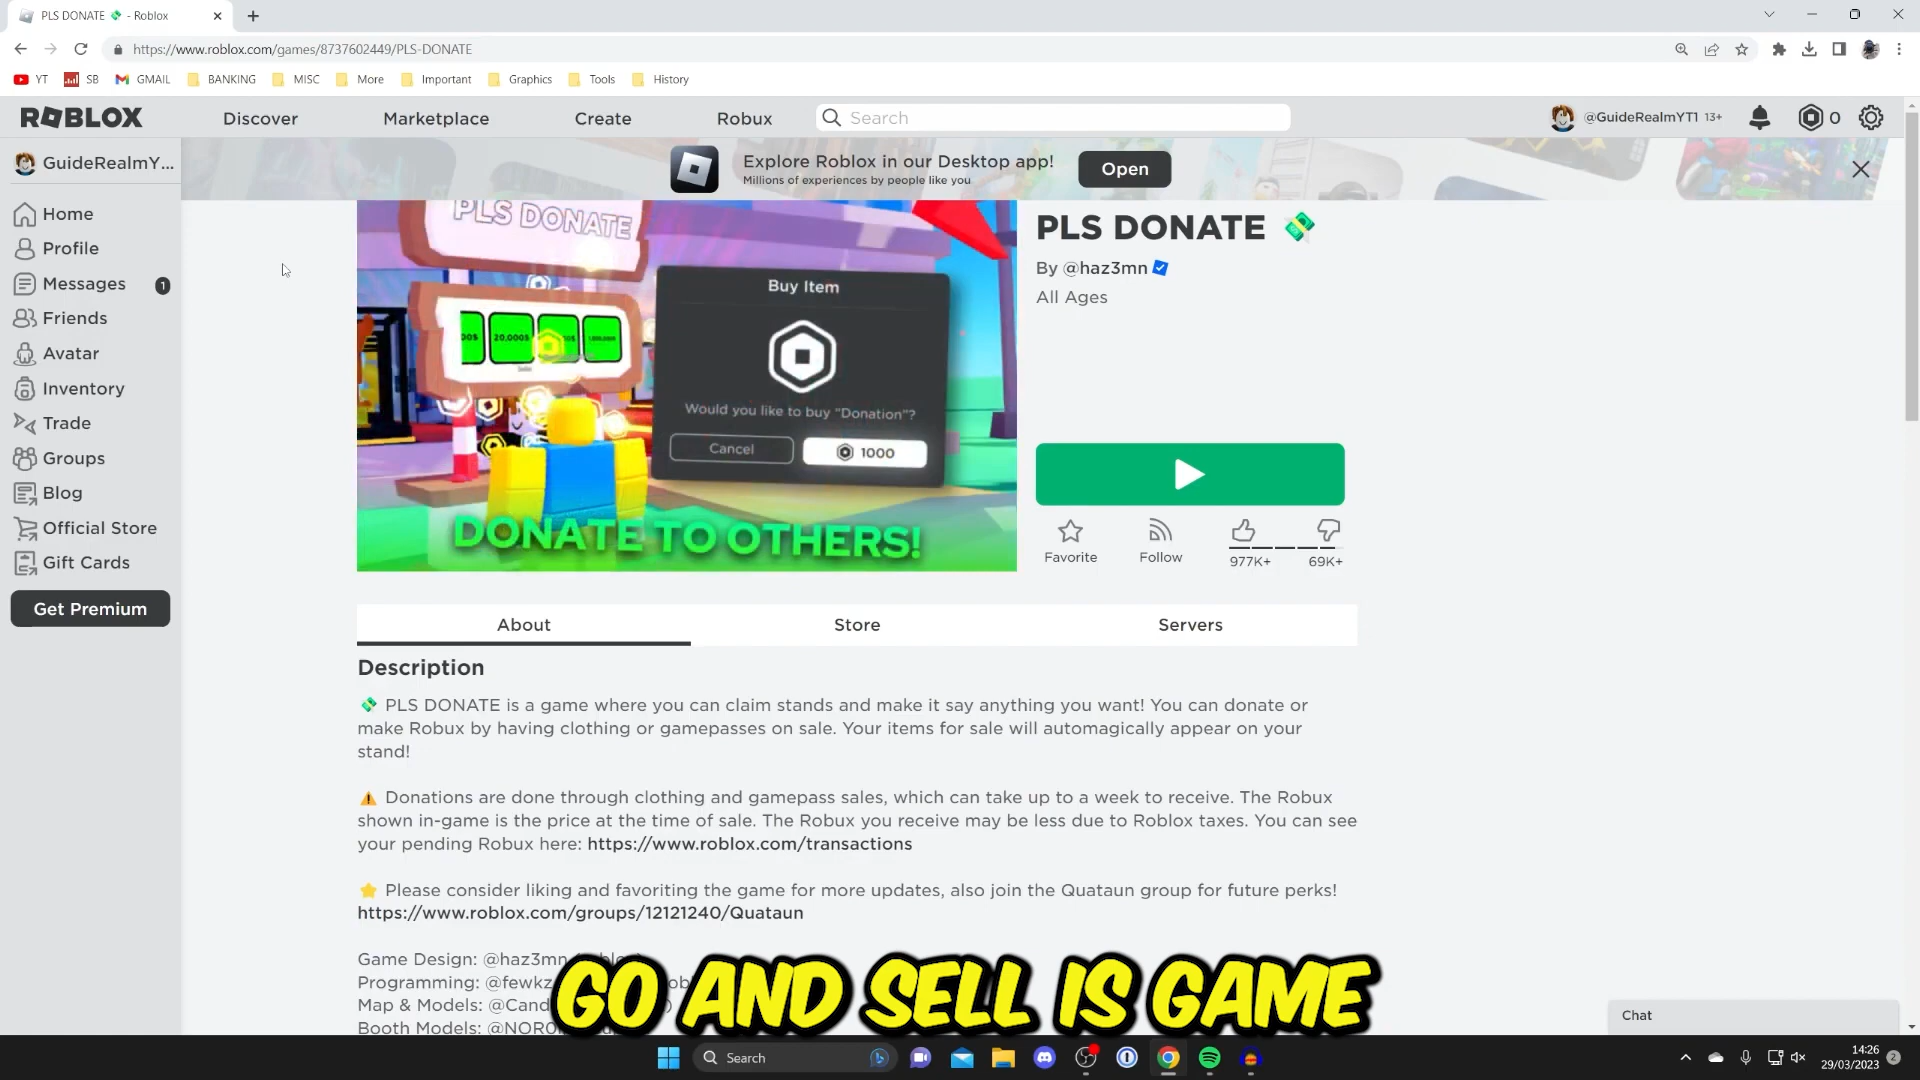 PLS DONATE - Roblox
https://www.roblox.com/games/8737602449/PLS-DONATE
YT SB GMAIL BANKING MISC More Important Graphics Tools History
ROBLOX Discover Marketplace Create Robux Search @GuideRealmYT1 13+ 0
GuideRealmY...
Explore Roblox in our Desktop app!
Millions of experiences by people like you
Open
Home
Profile
Messages 1
Friends
Avatar
Inventory
Trade
Groups
Blog
Official Store
Gift Cards
Get Premium
PLS DONATE
20,000$
Buy Item
Would you like to buy "Donation"?
Cancel 1000
DONATE TO OTHERS!
PLS DONATE
By @haz3mn
All Ages
Favorite Follow 977K+ 69K+
About Store Servers
Description
PLS DONATE is a game where you can claim stands and make it say anything you want! You can donate or
make Robux by having clothing or gamepasses on sale. Your items for sale will automagically appear on your
stand!
Donations are done through clothing and gamepass sales, which can take up to a week to receive. The Robux
shown in-game is the price at the time of sale. The Robux you receive may be less due to Roblox taxes. You can see
your pending Robux here: https://www.roblox.com/transactions
Please consider liking and favoriting the game for more updates, also join the Quataun group for future perks!
https://www.roblox.com/groups/12121240/Quataun
Game Design: @haz3mn
Programming: @fewkz
Map & Models: @Cand
Booth Models: @NOR0
GO AND SELL IS GAME
Chat
Search
14:26
29/03/2023
2